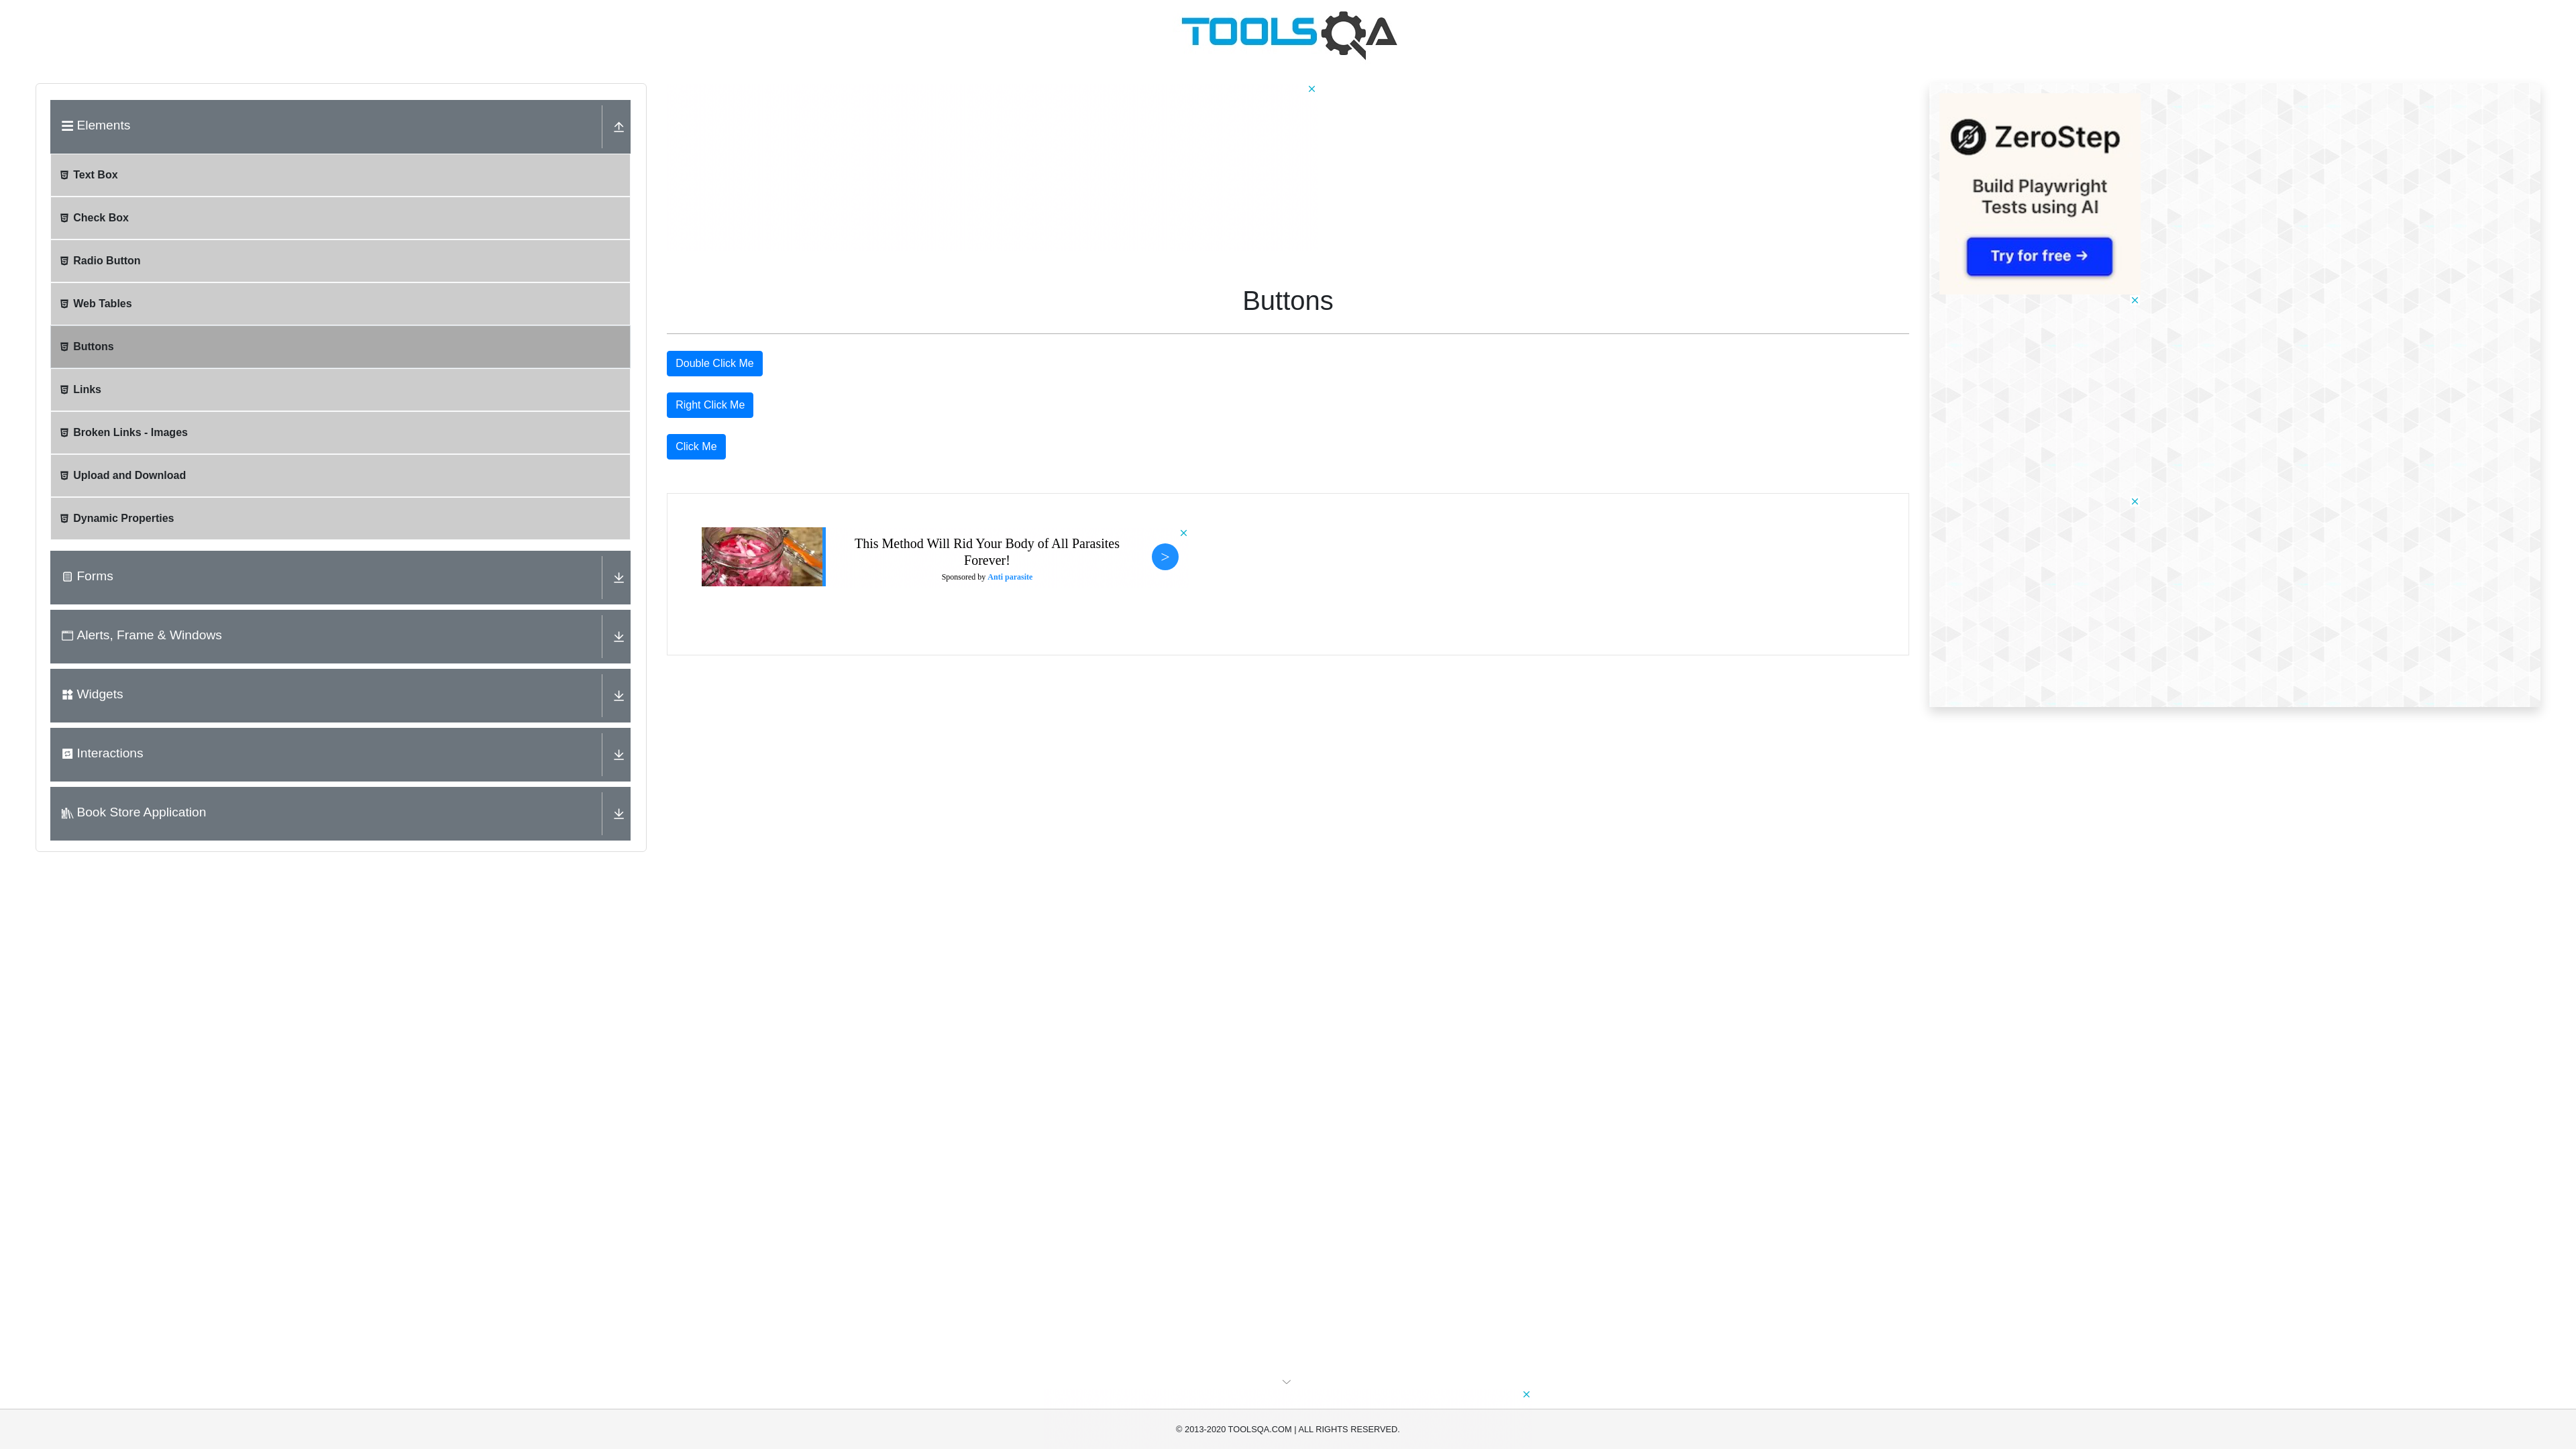 TOOLSQA
Elements
Text Box
Check Box
Radio Button
Web Tables
Buttons
Links
Broken Links - Images
Upload and Download
Dynamic Properties
Forms
Alerts, Frame & Windows
Widgets
Interactions
Book Store Application
Buttons
Double Click Me
Right Click Me
Click Me
This Method Will Rid Your Body of All Parasites
Forever!
Sponsored by Anti parasite
>
ZeroStep
Build Playwright
Tests using AI
Try for free →
© 2013-2020 TOOLSQA.COM | ALL RIGHTS RESERVED.